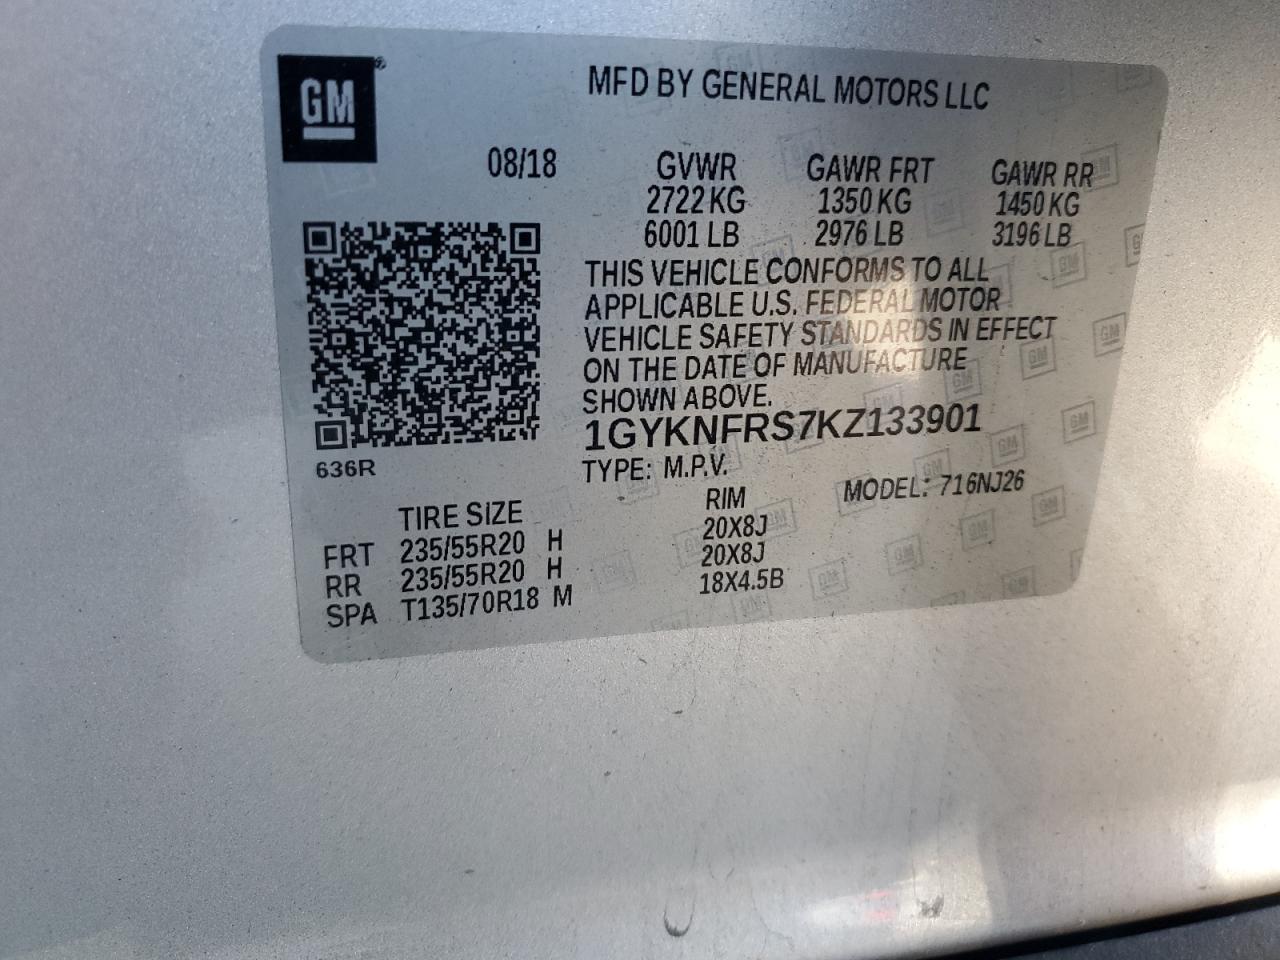 GM
MFD BY GENERAL MOTORS LLC
08/18 GVWR GAWR FRT GAWR RR
2722 KG 1350 KG 1450 KG
6001 LB 2976 LB 3196 LB
THIS VEHICLE CONFORMS TO ALL
APPLICABLE U.S. FEDERAL MOTOR
VEHICLE SAFETY STANDARDS IN EFFECT
ON THE DATE OF MANUFACTURE
SHOWN ABOVE.
1GYKNFRS7KZ133901
636R
TYPE: M.P.V. MODEL: 716NJ26
TIRE SIZE RIM
FRT 235/55R20 H 20X8J
RR 235/55R20 H 20X8J
SPA T135/70R18 M 18X4.5B